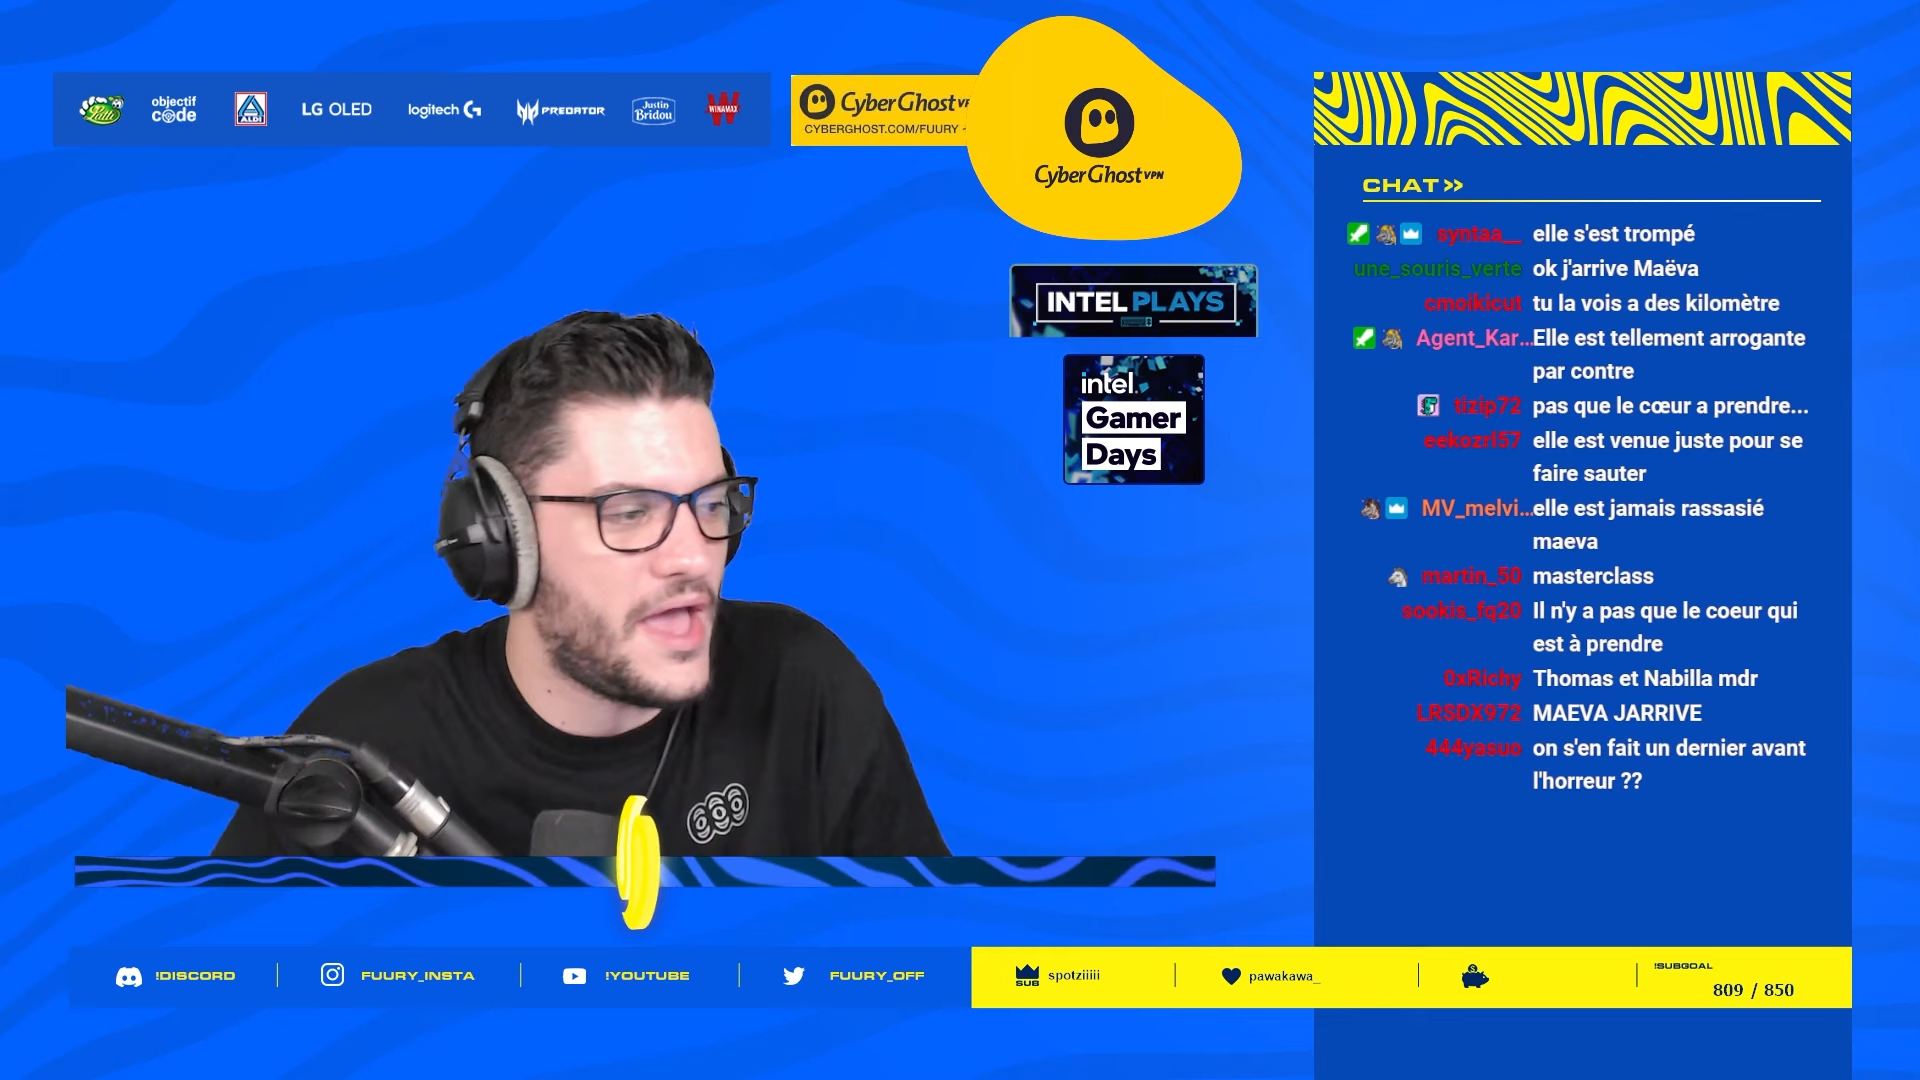 Lutti
objectif
code
ALDI
LG OLED
logitech G
PREDATOR
Justin
Bridou
WINAMAX
CyberGhost VP
CYBERGHOST.COM/FUURY -
CyberGhost VPN
INTEL PLAYS
intel.
Gamer
Days
CHAT »
syntaa__ elle s'est trompé
une_souris_verte ok j'arrive Maëva
cmoikicut tu la vois a des kilomètre
Agent_Kar... Elle est tellement arrogante
par contre
tizip72 pas que le cœur a prendre...
eekozrl57 elle est venue juste pour se
faire sauter
MV_melvi... elle est jamais rassasié
maeva
martin_50 masterclass
sookis_fq20 Il n'y a pas que le coeur qui
est à prendre
0xRichy Thomas et Nabilla mdr
LRSDX972 MAEVA JARRIVE
444yasuo on s'en fait un dernier avant
l'horreur ??
!DISCORD
FUURY_INSTA
!YOUTUBE
FUURY_OFF
SUB spotziiiii
pawakawa_
!SUBGOAL
809 / 850